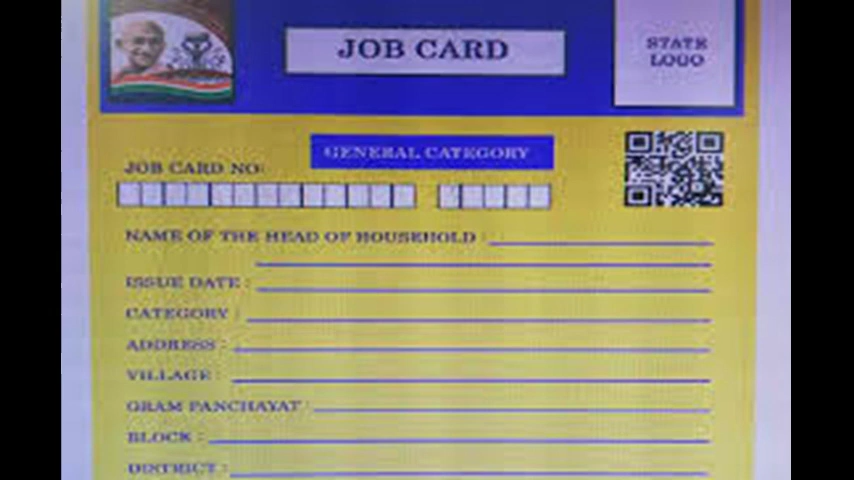 JOB CARD
STATE
LOGO
GENERAL CATEGORY
JOB CARD NO:
NAME OF THE HEAD OF HOUSEHOLD :
ISSUE DATE :
CATEGORY :
ADDRESS :
VILLAGE :
GRAM PANCHAYAT :
BLOCK :
DISTRICT :